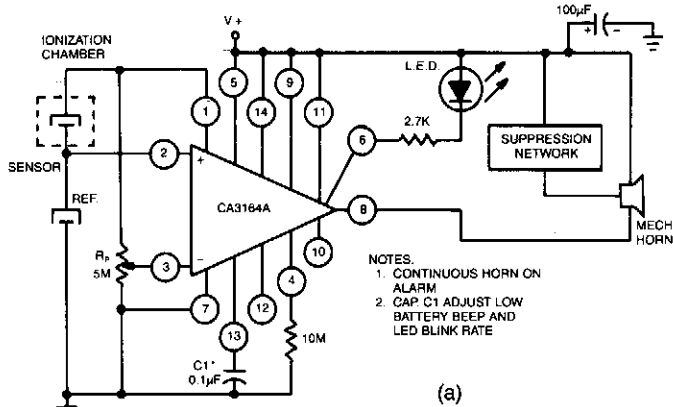 100μF
+ −
V +
IONIZATION
CHAMBER
L.E.D.
5
9
1
14
11
2.7K
6
SUPPRESSION
NETWORK
2
+
SENSOR
CA3164A
8
REF.
MECH
HORN
10
RP
5M
3
−
4
7
12
13
NOTES.
1. CONTINUOUS HORN ON
ALARM
2. CAP. C1 ADJUST LOW
BATTERY BEEP AND
LED BLINK RATE
10M
C1*
0.1μF
(a)